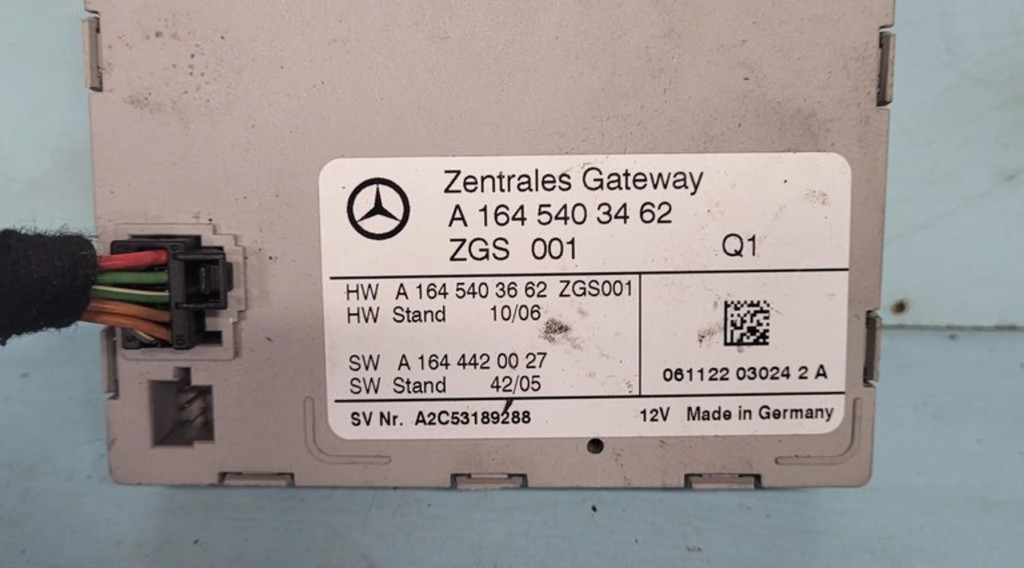 Zentrales Gateway
A 164 540 34 62
ZGS 001 Q1
HW A 164 540 36 62 ZGS001
HW Stand 10/06
SW A 164 442 00 27
SW Stand 42/05
061122 03024 2 A
SV Nr. A2C53189288 12V Made in Germany